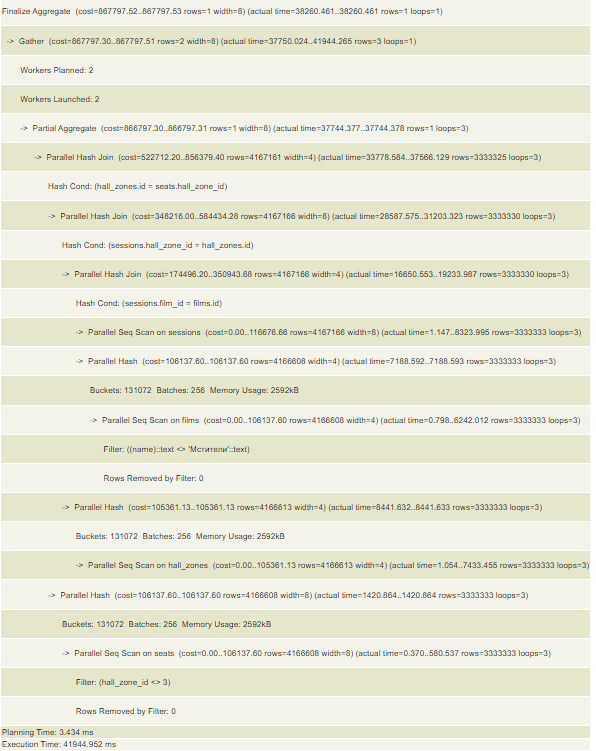 Finalize Aggregate (cost=867797.52..867797.53 rows=1 width=8) (actual time=38260.461..38260.461 rows=1 loops=1)
-> Gather (cost=867797.30..867797.51 rows=2 width=8) (actual time=37750.024..41944.265 rows=3 loops=1)
Workers Planned: 2
Workers Launched: 2
-> Partial Aggregate (cost=866797.30..866797.31 rows=1 width=8) (actual time=37744.377..37744.378 rows=1 loops=3)
-> Parallel Hash Join (cost=522712.20..856379.40 rows=4167161 width=4) (actual time=33778.584..37566.129 rows=3333325 loops=3)
Hash Cond: (hall_zones.id = seats.hall_zone_id)
-> Parallel Hash Join (cost=348216.00..584434.28 rows=4167166 width=8) (actual time=28587.575..31203.323 rows=3333330 loops=3)
Hash Cond: (sessions.hall_zone_id = hall_zones.id)
-> Parallel Hash Join (cost=174496.20..350943.68 rows=4167166 width=4) (actual time=16650.553..19233.987 rows=3333330 loops=3)
Hash Cond: (sessions.film_id = films.id)
-> Parallel Seq Scan on sessions (cost=0.00..116676.66 rows=4167166 width=8) (actual time=1.147..8323.995 rows=3333333 loops=3)
-> Parallel Hash (cost=106137.60..106137.60 rows=4166608 width=4) (actual time=7188.592..7188.593 rows=3333333 loops=3)
Buckets: 131072 Batches: 256 Memory Usage: 2592kB
-> Parallel Seq Scan on films (cost=0.00..106137.60 rows=4166608 width=4) (actual time=0.798..6242.012 rows=3333333 loops=3)
Filter: ((name)::text <> 'Мстители'::text)
Rows Removed by Filter: 0
-> Parallel Hash (cost=105361.13..105361.13 rows=4166613 width=4) (actual time=8441.632..8441.633 rows=3333333 loops=3)
Buckets: 131072 Batches: 256 Memory Usage: 2592kB
-> Parallel Seq Scan on hall_zones (cost=0.00..105361.13 rows=4166613 width=4) (actual time=1.054..7433.455 rows=3333333 loops=3)
-> Parallel Hash (cost=106137.60..106137.60 rows=4166608 width=8) (actual time=1420.864..1420.864 rows=3333333 loops=3)
Buckets: 131072 Batches: 256 Memory Usage: 2592kB
-> Parallel Seq Scan on seats (cost=0.00..106137.60 rows=4166608 width=8) (actual time=0.370..580.537 rows=3333333 loops=3)
Filter: (hall_zone_id <> 3)
Rows Removed by Filter: 0
Planning Time: 3.434 ms
Execution Time: 41944.952 ms